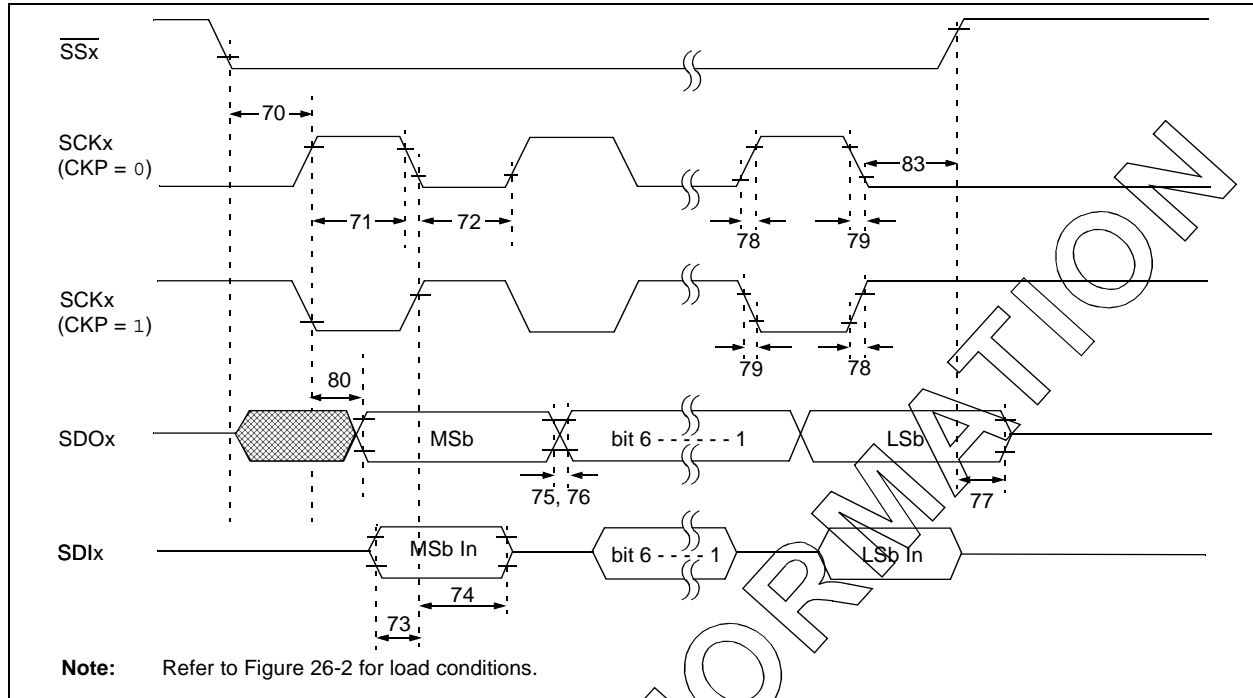 SSx
70
SCKx
(CKP = 0)
83
71
72
78
79
SCKx
(CKP = 1)
79
78
80
SDOx
MSb
bit 6 - - - - - - 1
LSb
75, 76
77
SDIx
MSb In
bit 6 - - - - 1
LSb In
74
73
Note: Refer to Figure 26-2 for load conditions.
ORMATION